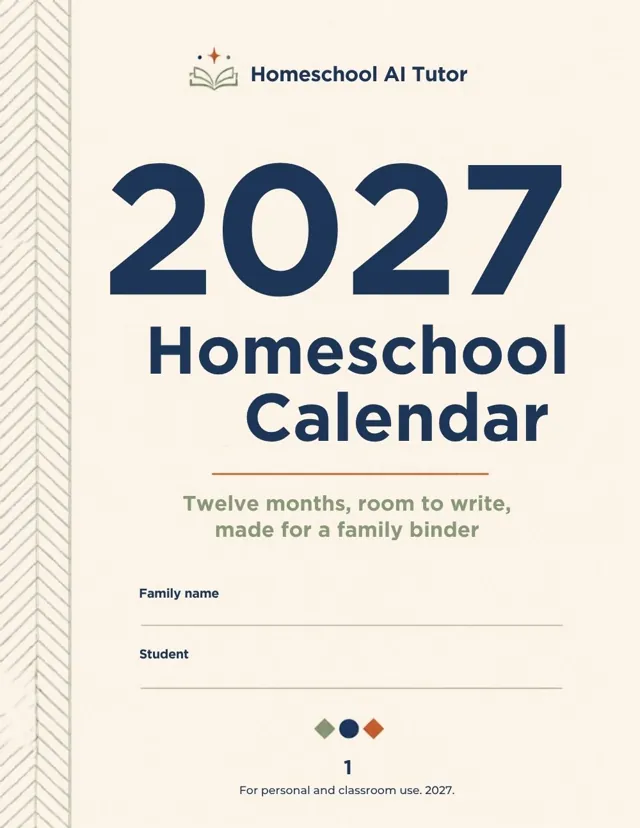 Homeschool AI Tutor
2027
Homeschool
Calendar
Twelve months, room to write,
made for a family binder
Family name
Student
1
For personal and classroom use. 2027.